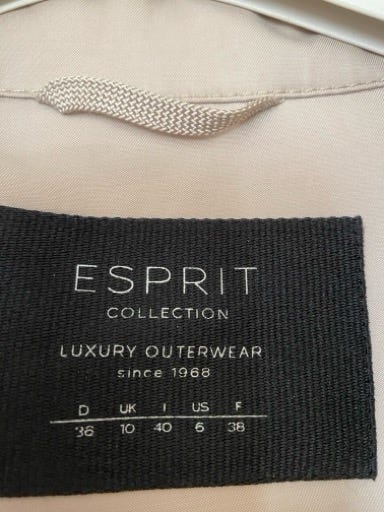 ESPRIT
COLLECTION
LUXURY OUTERWEAR
since 1968
D UK I US F
36 10 40 6 38